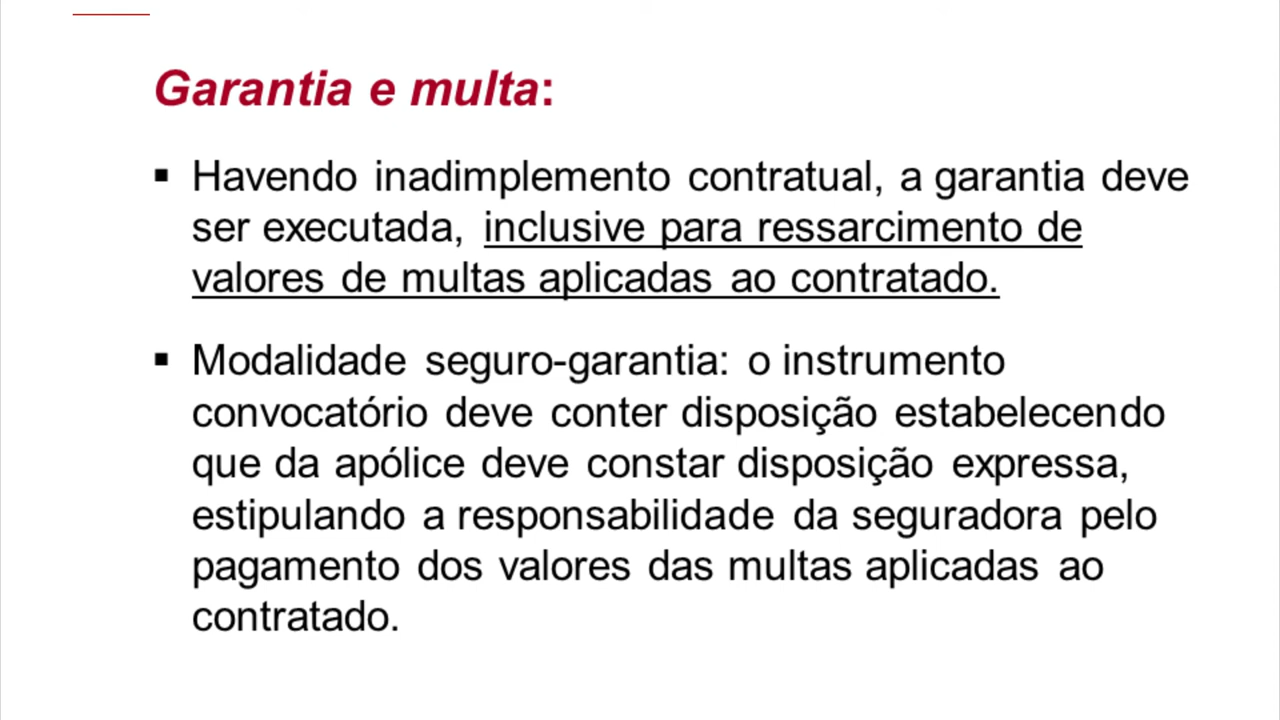 Garantia e multa:
▪ Havendo inadimplemento contratual, a garantia deve
ser executada, inclusive para ressarcimento de
valores de multas aplicadas ao contratado.
▪ Modalidade seguro-garantia: o instrumento
convocatório deve conter disposição estabelecendo
que da apólice deve constar disposição expressa,
estipulando a responsabilidade da seguradora pelo
pagamento dos valores das multas aplicadas ao
contratado.